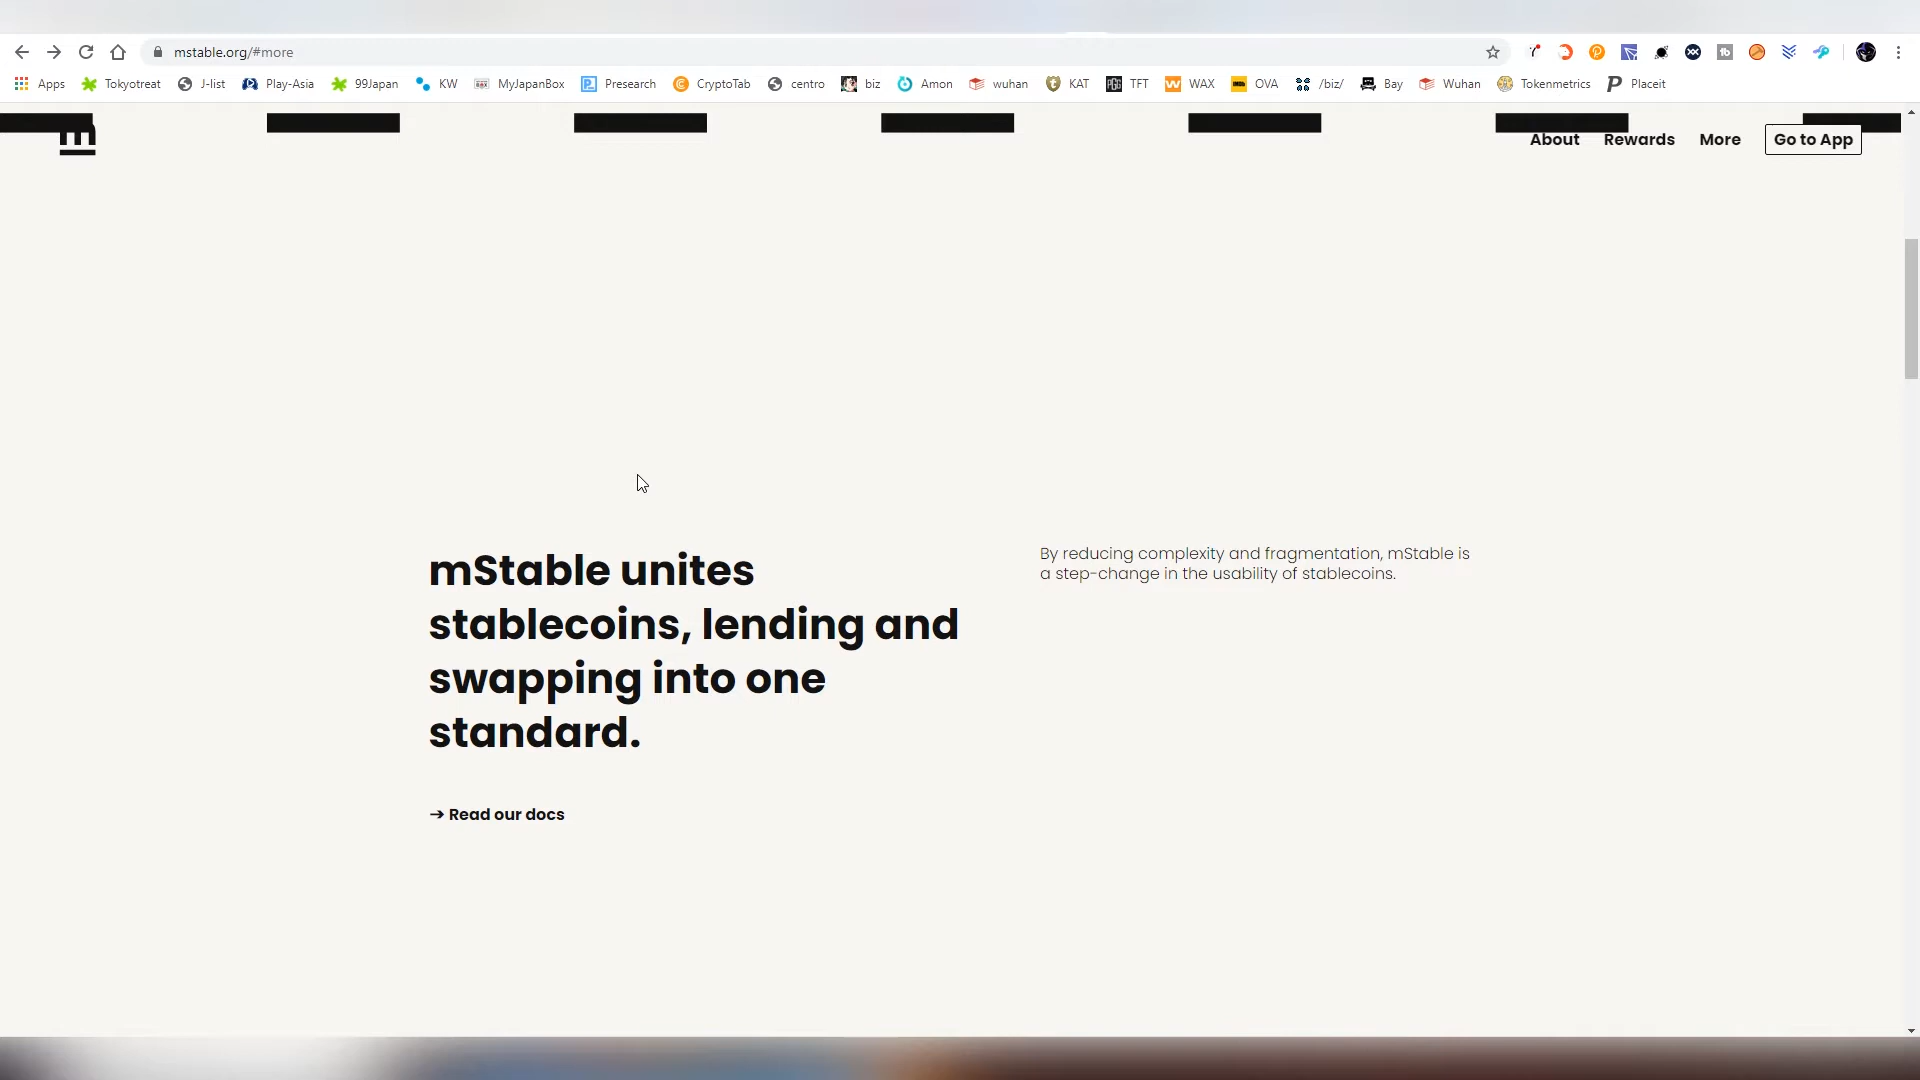 mstable.org/#more
Apps Tokyotreat J-list Play-Asia 99Japan KW MyJapanBox Presearch CryptoTab centro biz Amon wuhan KAT TFT WAX OVA /biz/ Bay Wuhan Tokenmetrics Placeit
m
About Rewards More Go to App
mStable unites
stablecoins, lending and
swapping into one
standard.
→ Read our docs
By reducing complexity and fragmentation, mStable is
a step-change in the usability of stablecoins.